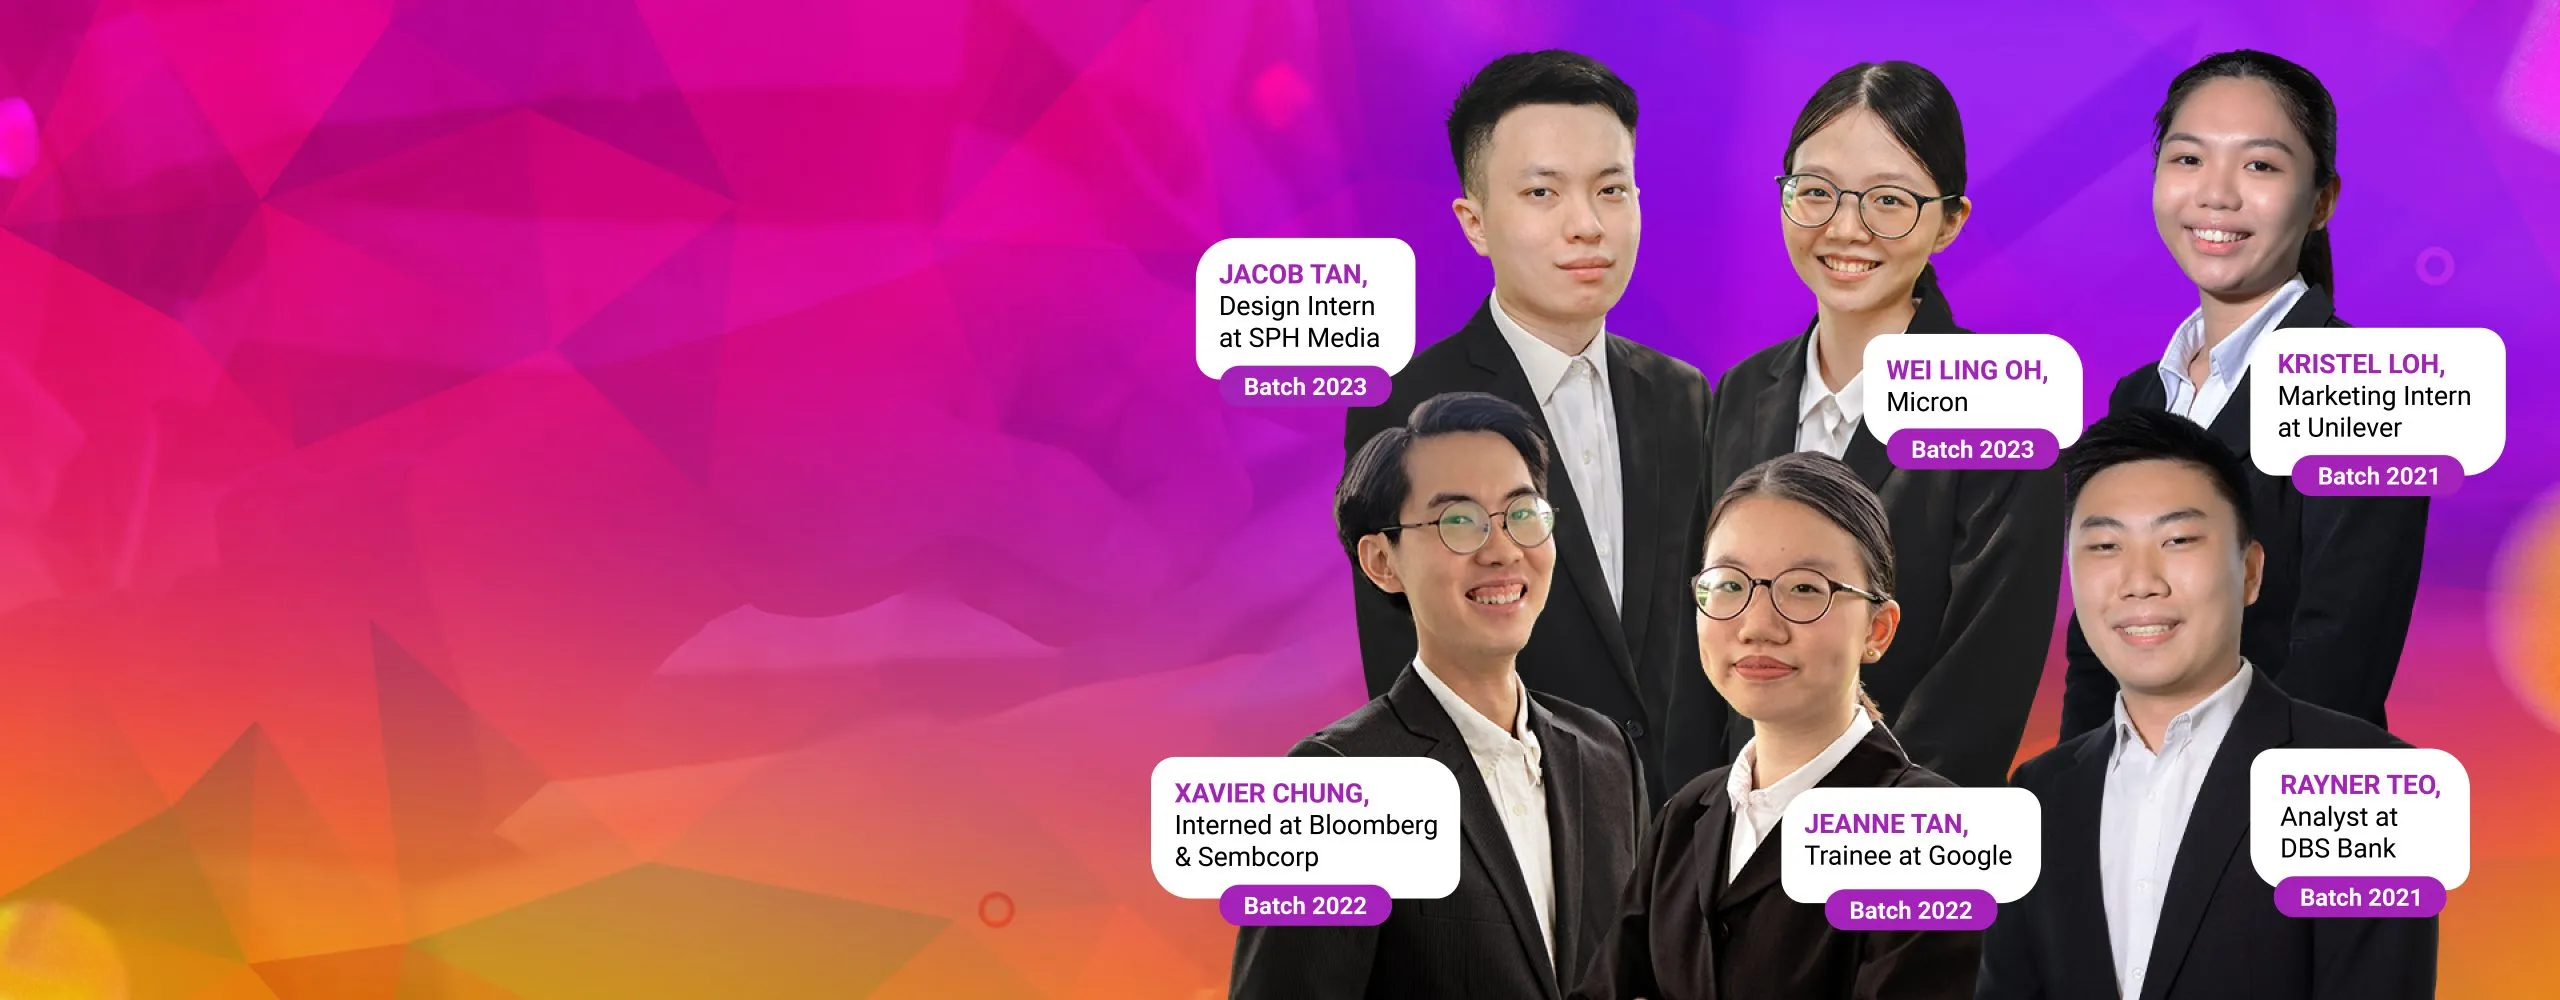 JACOB TAN,
Design Intern
at SPH Media
Batch 2023
WEI LING OH,
Micron
Batch 2023
KRISTEL LOH,
Marketing Intern
at Unilever
Batch 2021
XAVIER CHUNG,
Interned at Bloomberg
& Sembcorp
Batch 2022
JEANNE TAN,
Trainee at Google
Batch 2022
RAYNER TEO,
Analyst at
DBS Bank
Batch 2021